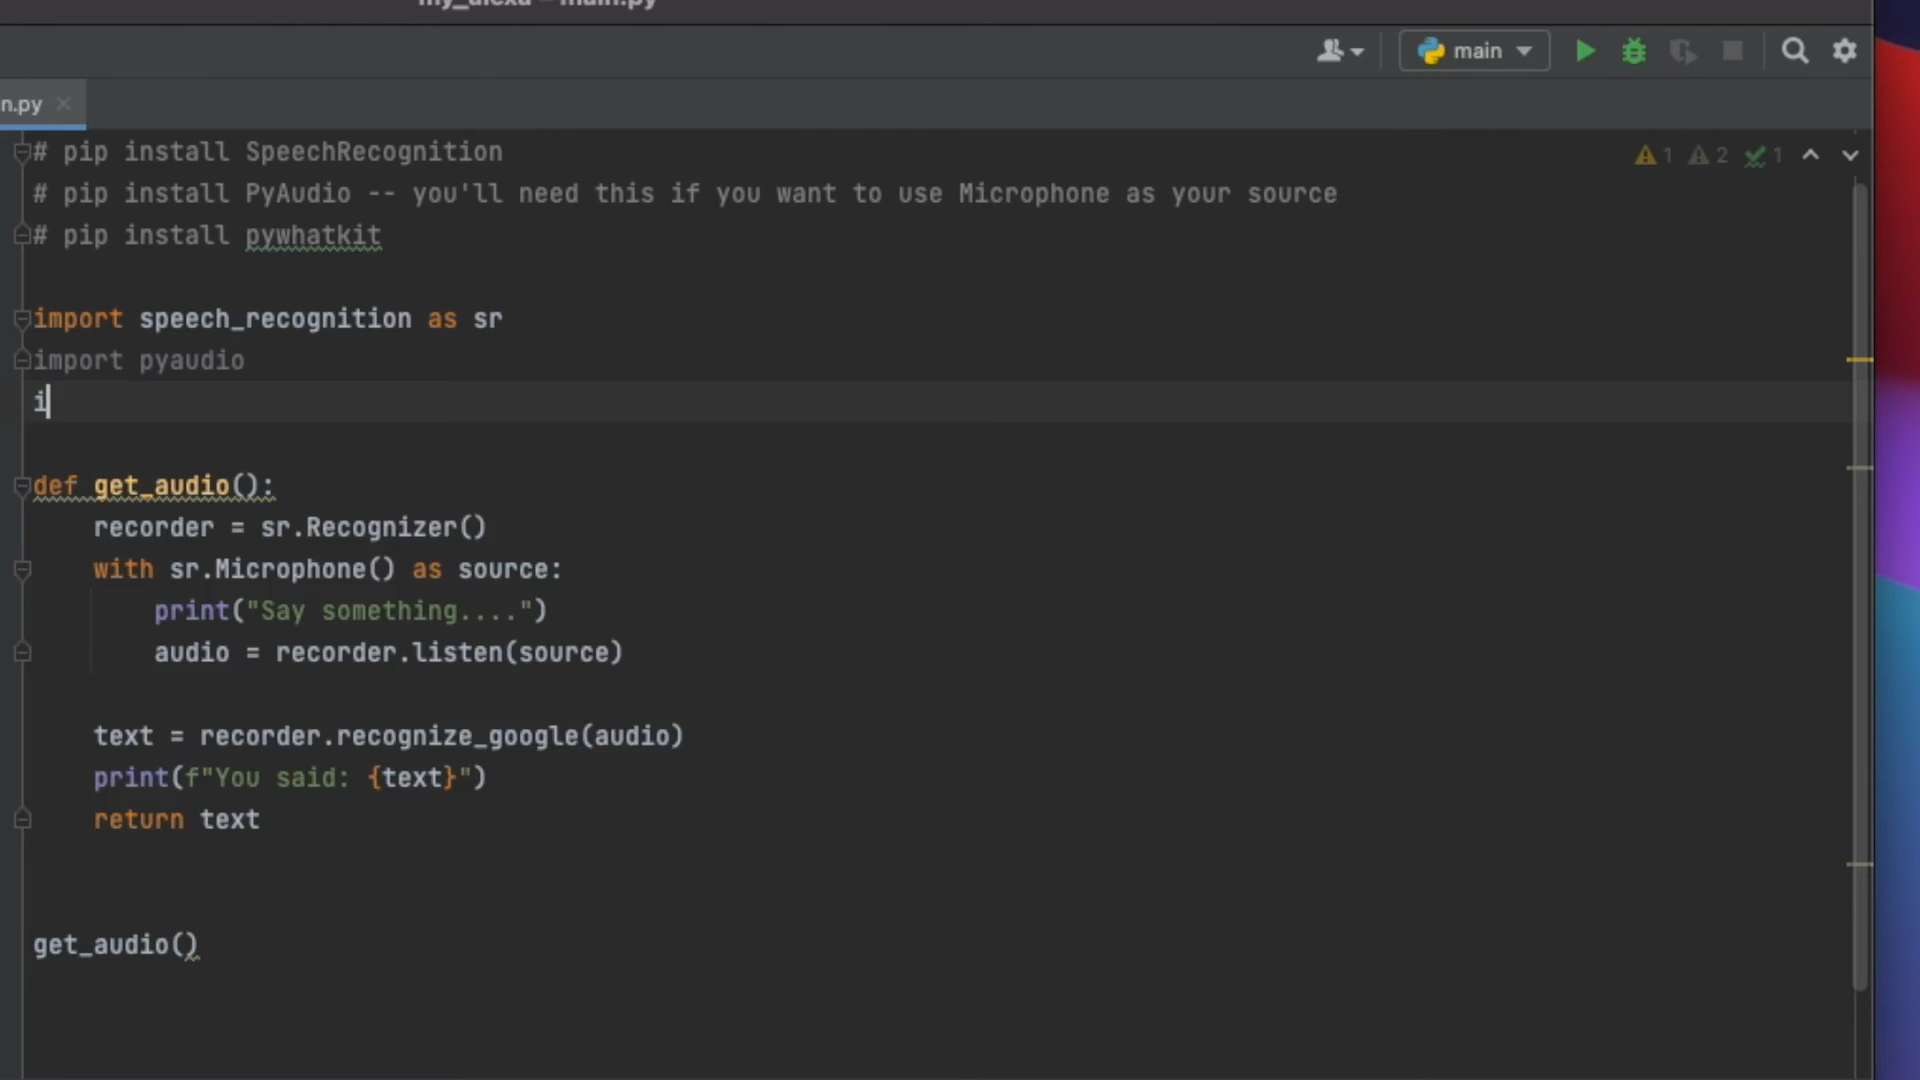 my_alexa – main.py
main
n.py
1 2 1
# pip install SpeechRecognition
# pip install PyAudio -- you'll need this if you want to use Microphone as your source
# pip install pywhatkit
import speech_recognition as sr
import pyaudio
i
def get_audio():
recorder = sr.Recognizer()
with sr.Microphone() as source:
print("Say something....")
audio = recorder.listen(source)
text = recorder.recognize_google(audio)
print(f"You said: {text}")
return text
get_audio()